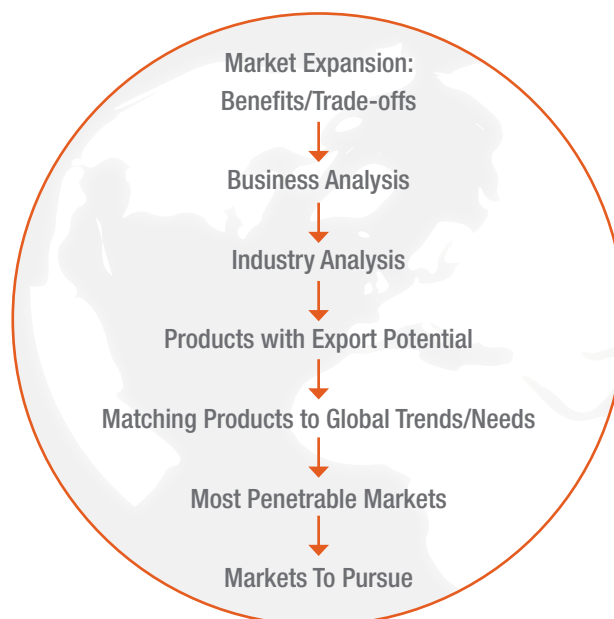 Market Expansion:
Benefits/Trade-offs
Business Analysis
Industry Analysis
Products with Export Potential
Matching Products to Global Trends/Needs
Most Penetrable Markets
Markets To Pursue